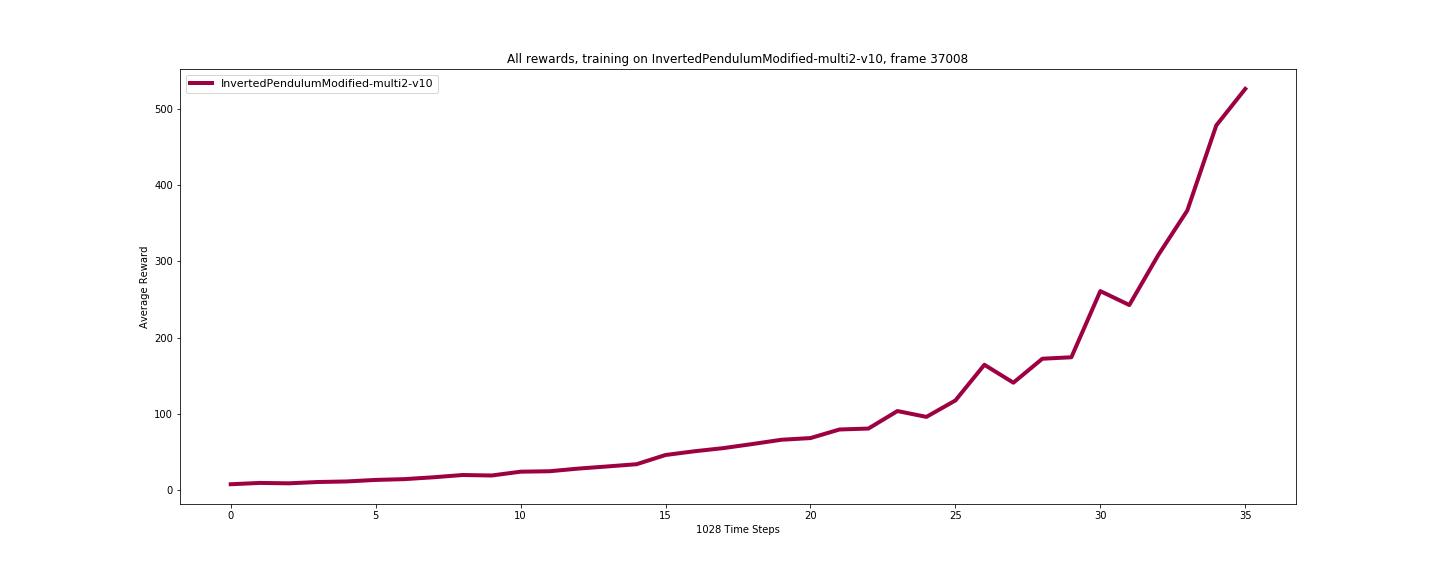 All rewards, training on InvertedPendulumModified-multi2-v10, frame 37008
InvertedPendulumModified-multi2-v10
Average Reward
500
400
300
200
100
0
0 5 10 15 20 25 30 35
1028 Time Steps